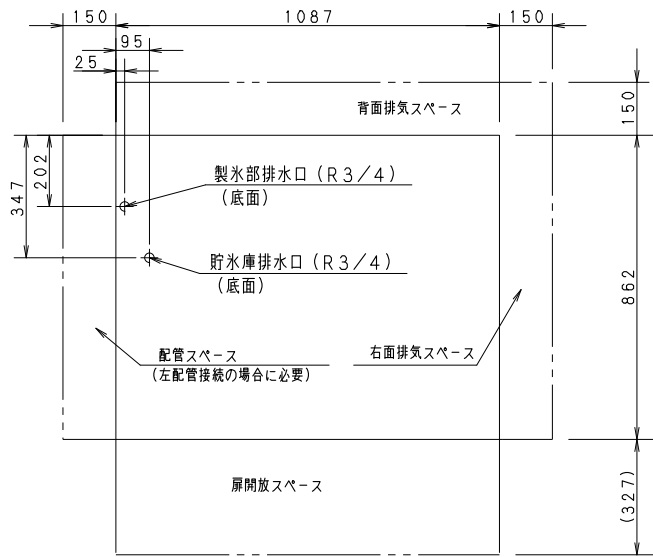 150
1087
150
95
25
背面排気スペース
150
202
347
製氷部排水口（R3／4）
（底面）
貯氷庫排水口（R3／4）
（底面）
862
配管スペース
（左配管接続の場合に必要）
右面排気スペース
扉開放スペース
（327）